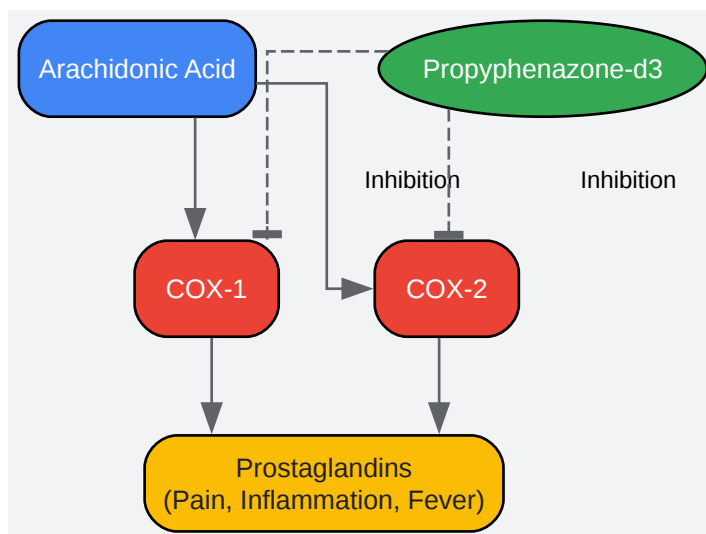 Arachidonic Acid
Propyphenazone-d3
Inhibition
Inhibition
COX-1
COX-2
Prostaglandins
(Pain, Inflammation, Fever)